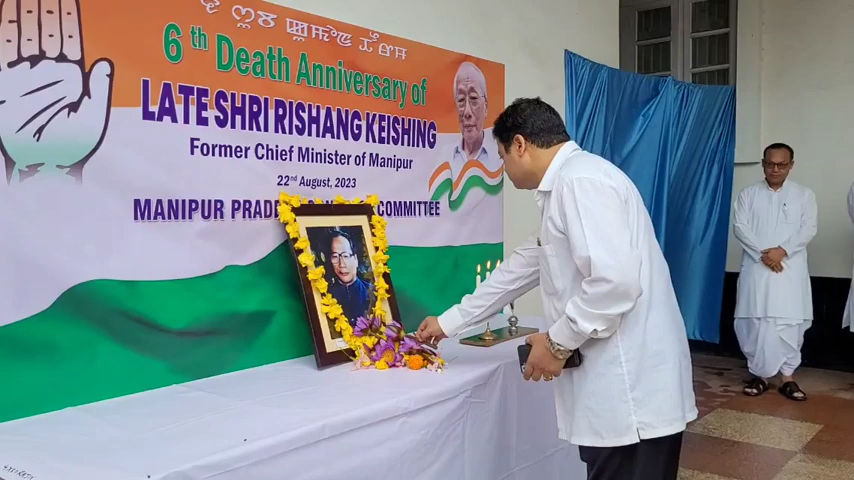 6th Death Anniversary of
LATE SHRI RISHANG KEISHING
Former Chief Minister of Manipur
22nd August, 2023
MANIPUR PRADE COMMITTEE